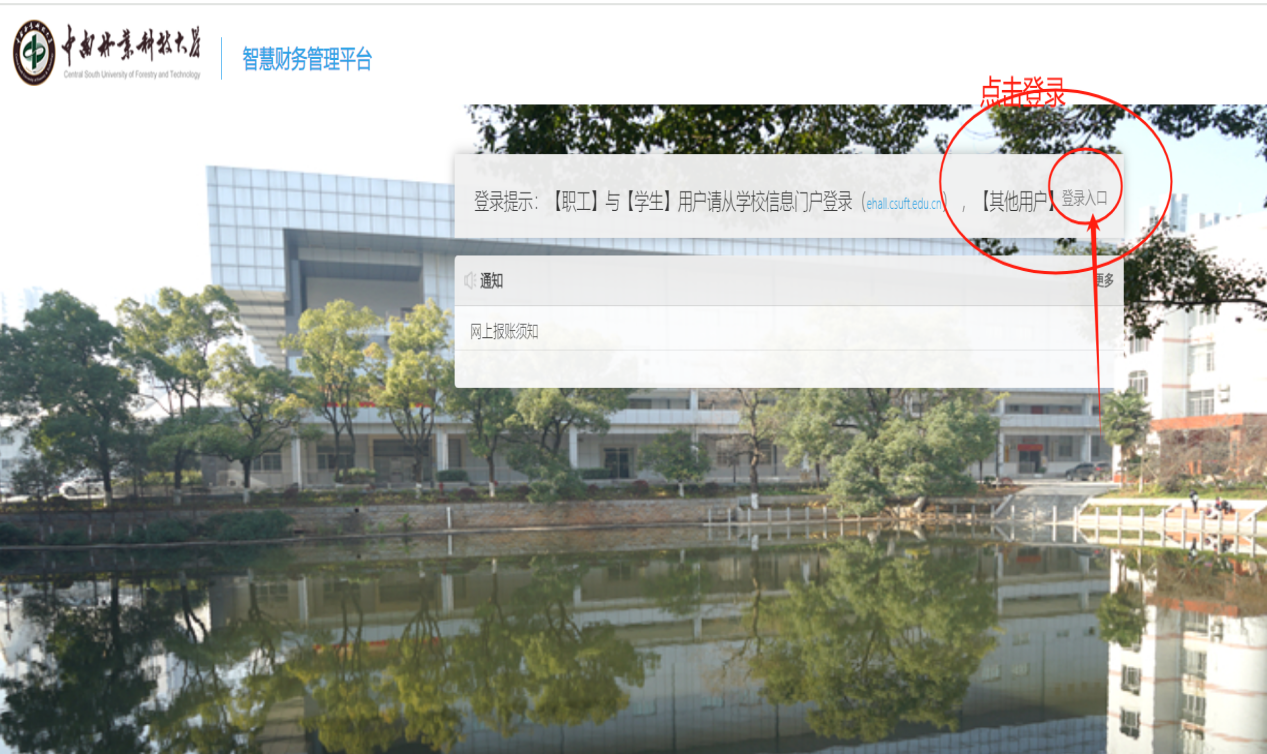 中南林业科技大学
Central South University of Forestry and Technology
智慧财务管理平台
点击登录
登录提示：【职工】与【学生】用户请从学校信息门户登录（ehall.csuft.edu.cn），【其他用户】登录入口
通知
更多
网上报账须知